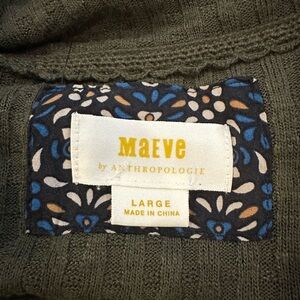 Maeve
by ANTHROPOLOGIE
LARGE
MADE IN CHINA